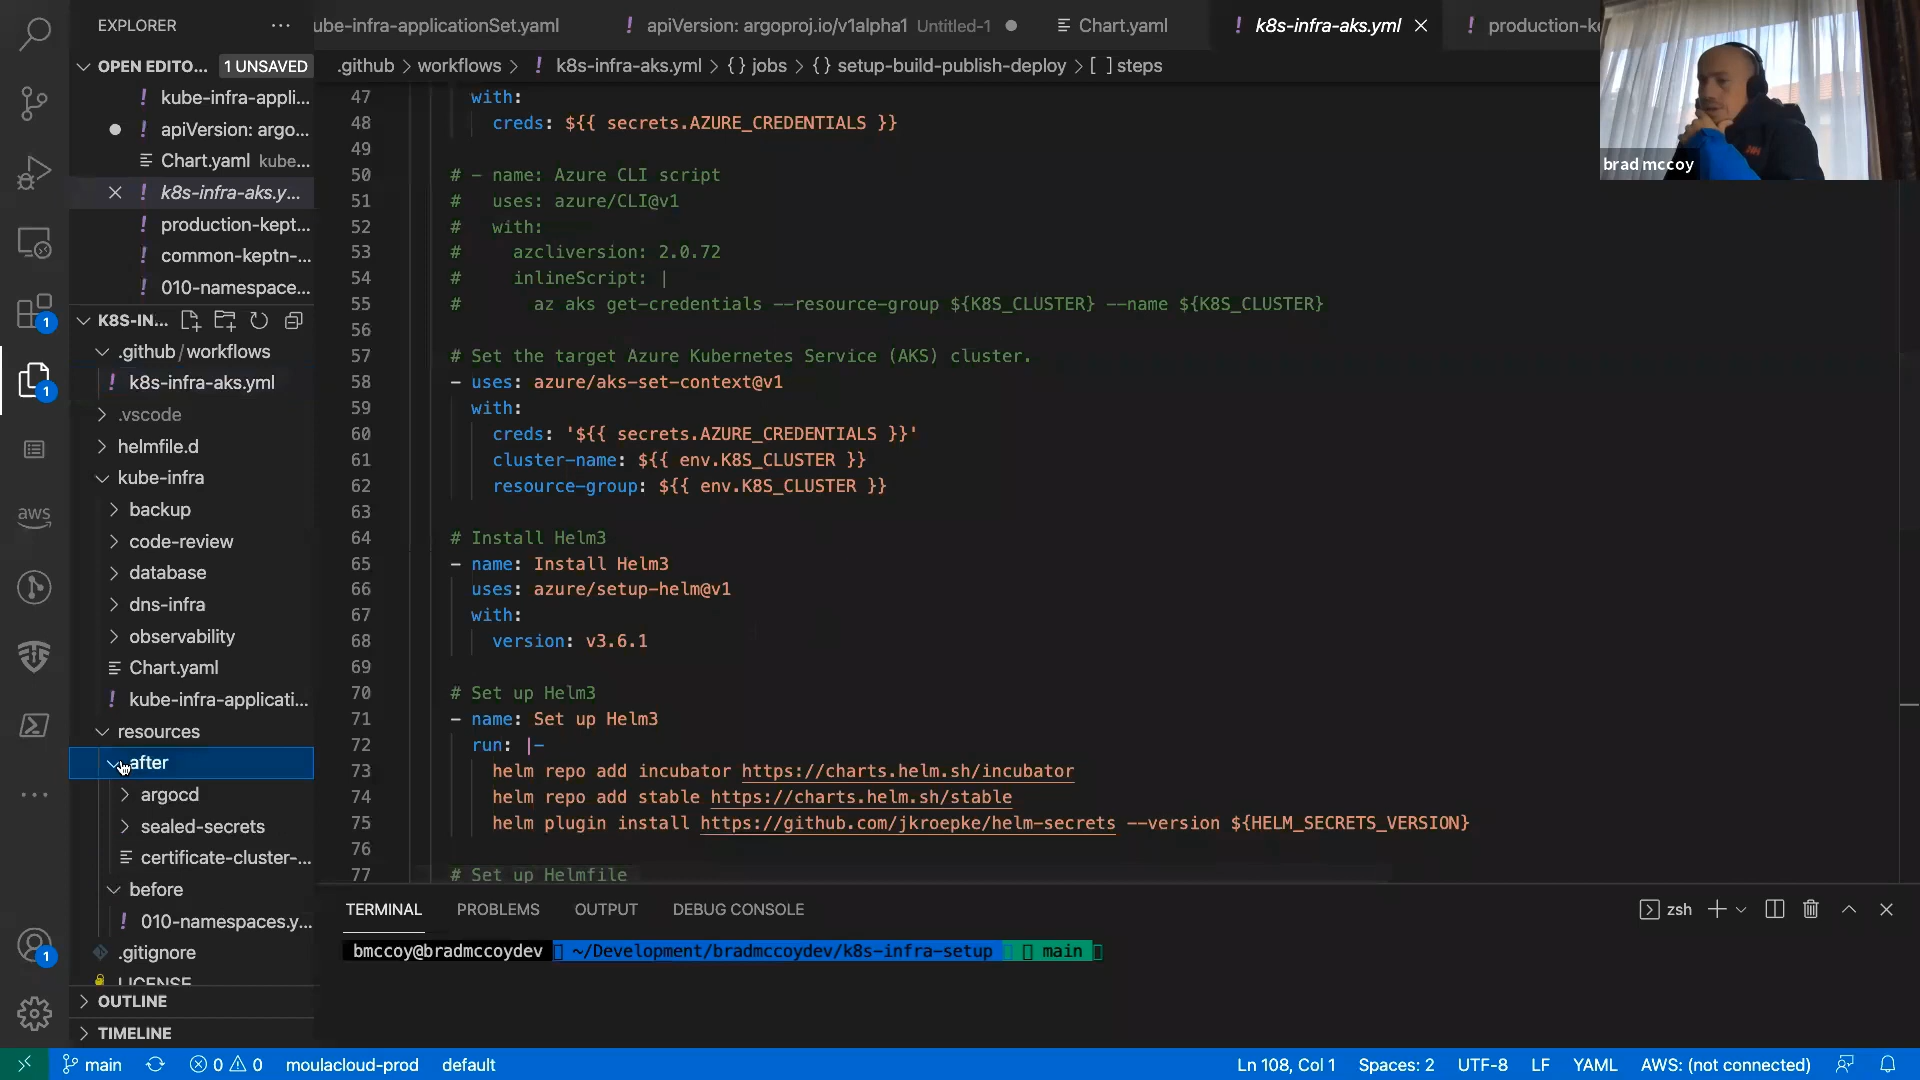 EXPLORER
ube-infra-applicationSet.yaml
! apiVersion: argoproj.io/v1alpha1 Untitled-1
Chart.yaml
! k8s-infra-aks.yml
! production-k
OPEN EDITO... 1 UNSAVED
.github > workflows > ! k8s-infra-aks.yml > {} jobs > {} setup-build-publish-deploy > [ ] steps
! kube-infra-appli...
! apiVersion: argo...
Chart.yaml kube...
! k8s-infra-aks.y...
! production-kept...
! common-keptn-...
! 010-namespace...
K8S-IN...
.github/workflows
! k8s-infra-aks.yml
.vscode
helmfile.d
kube-infra
backup
code-review
database
dns-infra
observability
Chart.yaml
! kube-infra-applicati...
resources
after
argocd
sealed-secrets
certificate-cluster-...
before
! 010-namespaces.y...
.gitignore
LICENSE
OUTLINE
TIMELINE
aws
1
1
1
47 with:
48 creds: ${{ secrets.AZURE_CREDENTIALS }}
49
50 # - name: Azure CLI script
51 # uses: azure/CLI@v1
52 # with:
53 # azcliversion: 2.0.72
54 # inlineScript: |
55 # az aks get-credentials --resource-group ${K8S_CLUSTER} --name ${K8S_CLUSTER}
56
57 # Set the target Azure Kubernetes Service (AKS) cluster.
58 - uses: azure/aks-set-context@v1
59 with:
60 creds: '${{ secrets.AZURE_CREDENTIALS }}'
61 cluster-name: ${{ env.K8S_CLUSTER }}
62 resource-group: ${{ env.K8S_CLUSTER }}
63
64 # Install Helm3
65 - name: Install Helm3
66 uses: azure/setup-helm@v1
67 with:
68 version: v3.6.1
69
70 # Set up Helm3
71 - name: Set up Helm3
72 run: |-
73 helm repo add incubator https://charts.helm.sh/incubator
74 helm repo add stable https://charts.helm.sh/stable
75 helm plugin install https://github.com/jkroepke/helm-secrets --version ${HELM_SECRETS_VERSION}
76
77 # Set up Helmfile
brad mccoy
TERMINAL PROBLEMS OUTPUT DEBUG CONSOLE
zsh
bmccoy@bradmccoydev ~/Development/bradmccoydev/k8s-infra-setup main
main 0 0 moulacloud-prod default
Ln 108, Col 1 Spaces: 2 UTF-8 LF YAML AWS: (not connected)